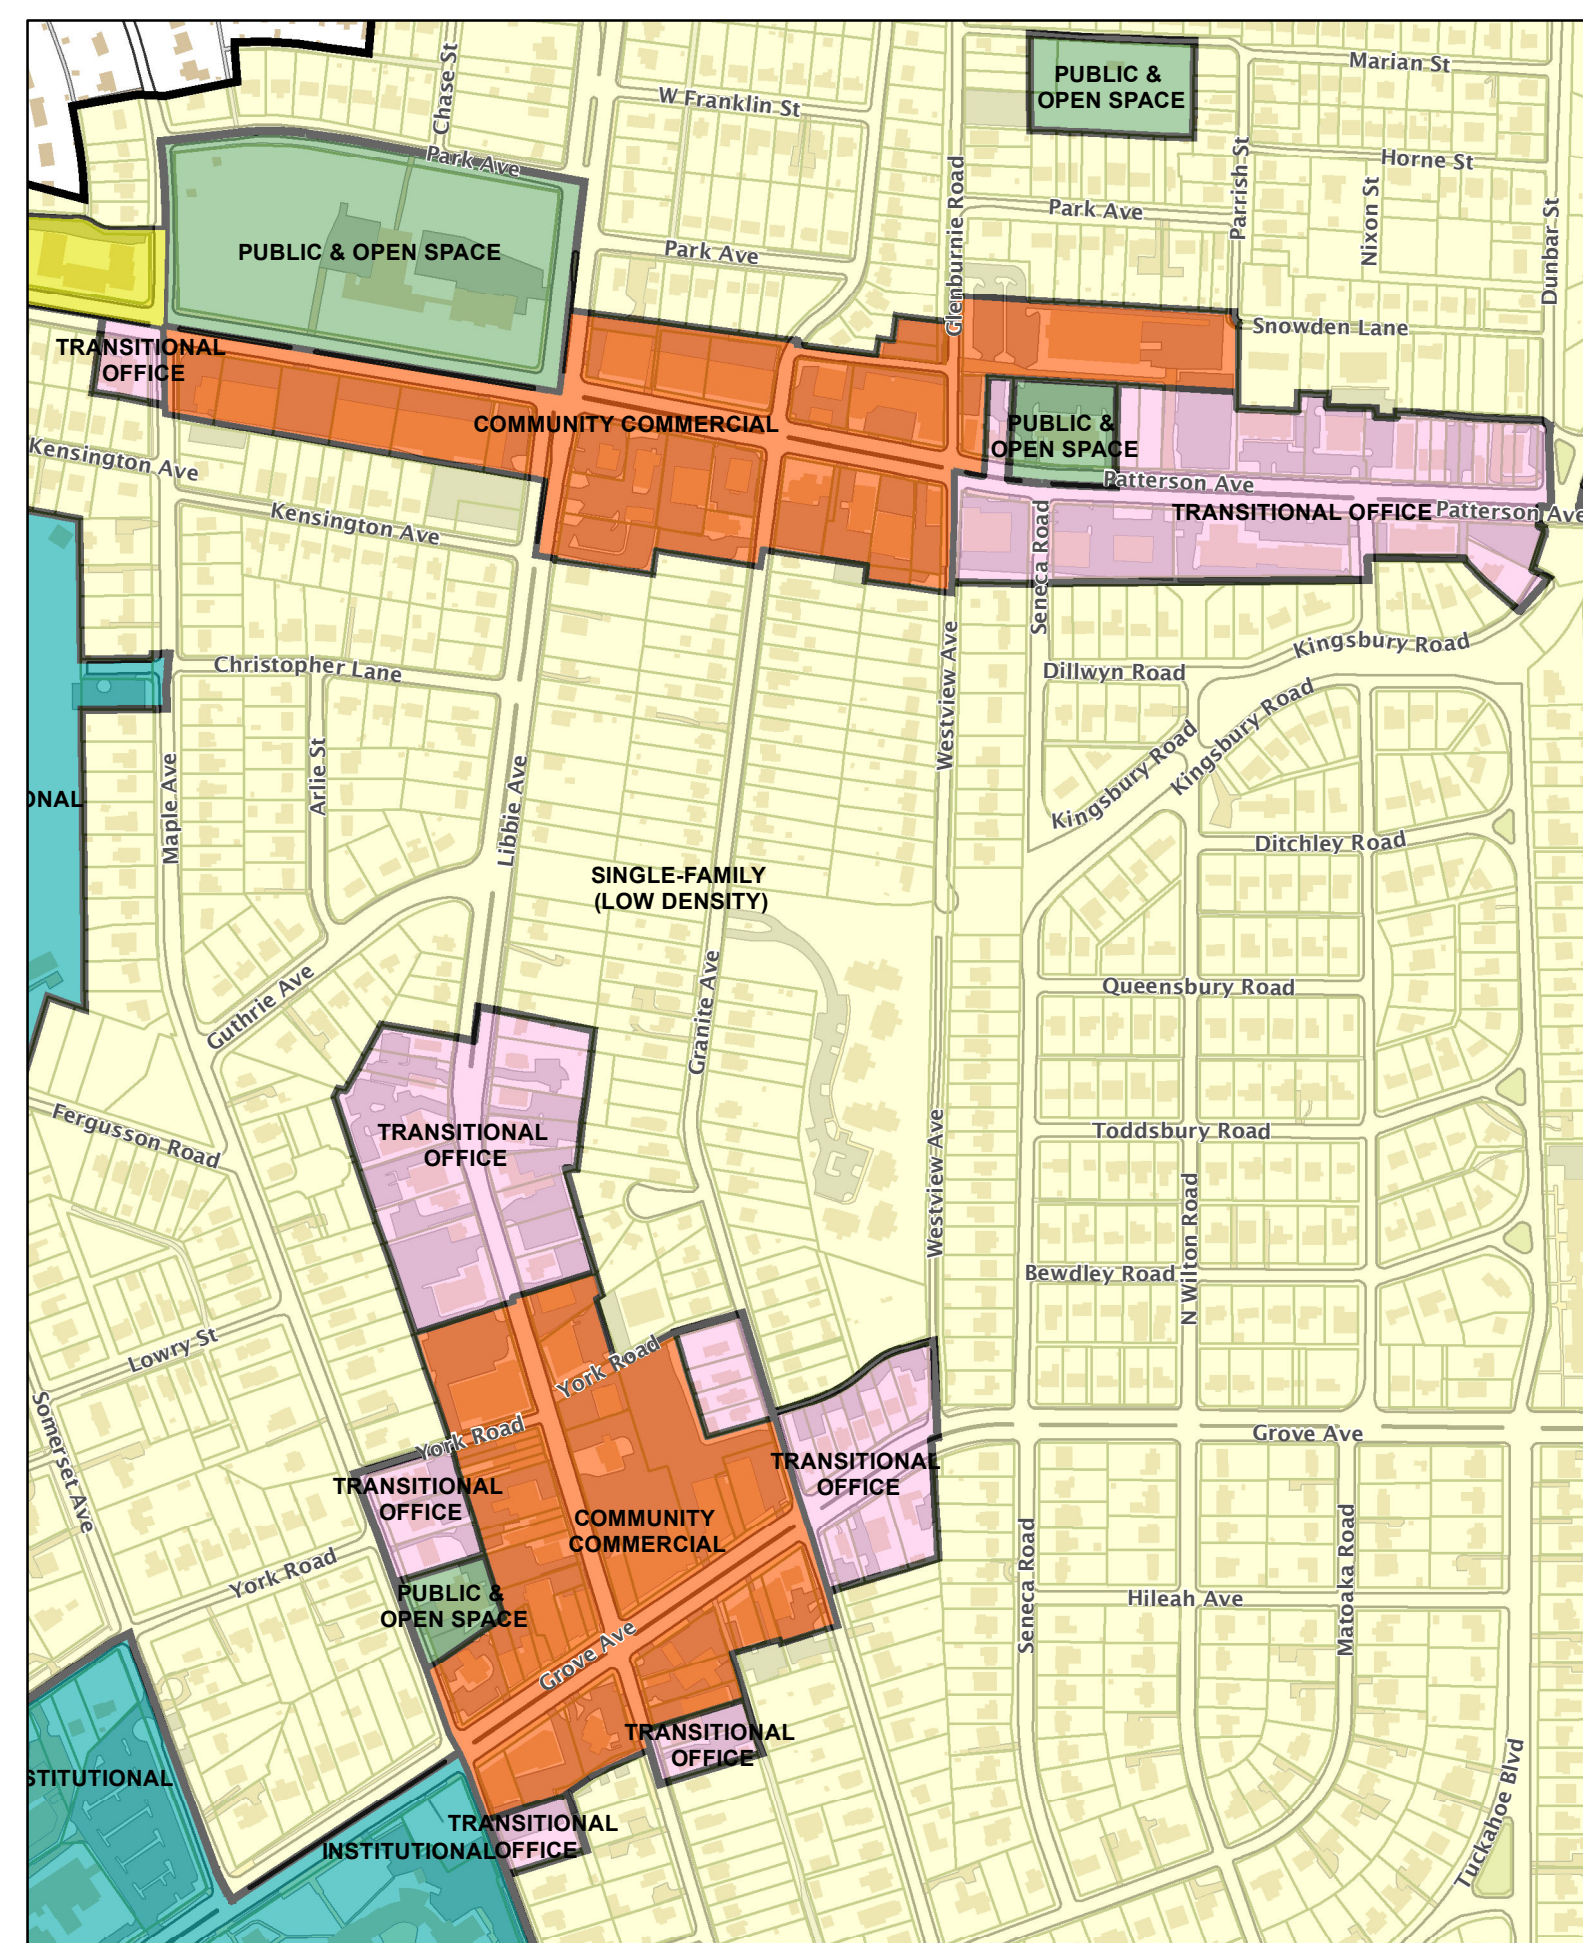 Marian St
PUBLIC &
OPEN SPACE
Chase St
W Franklin St
Park Ave
Horne St
Parrish St
Glenburnie Road
Nixon St
Dunbar St
Park Ave
PUBLIC & OPEN SPACE
Park Ave
Snowden Lane
TRANSITIONAL
OFFICE
COMMUNITY COMMERCIAL
PUBLIC &
OPEN SPACE
Kensington Ave
Patterson Ave
TRANSITIONAL OFFICE
Patterson Ave
Kensington Ave
Seneca Road
Kingsbury Road
Westview Ave
Christopher Lane
Dillwyn Road
Kingsbury Road
Kingsbury Road
Arlie St
Maple Ave
Libbie Ave
ONAL
Ditchley Road
SINGLE-FAMILY
(LOW DENSITY)
Queensbury Road
Guthrie Ave
Granite Ave
Fergusson Road
TRANSITIONAL
OFFICE
Toddsbury Road
Westview Ave
N Wilton Road
Bewdley Road
Lowry St
York Road
Somerset Ave
York Road
Grove Ave
TRANSITIONAL
OFFICE
TRANSITIONAL
OFFICE
COMMUNITY
COMMERCIAL
York Road
PUBLIC &
OPEN SPACE
Seneca Road
Hileah Ave
Matoaka Road
Grove Ave
TRANSITIONAL
OFFICE
STITUTIONAL
Tuckahoe Blvd
TRANSITIONAL
OFFICE
INSTITUTIONAL